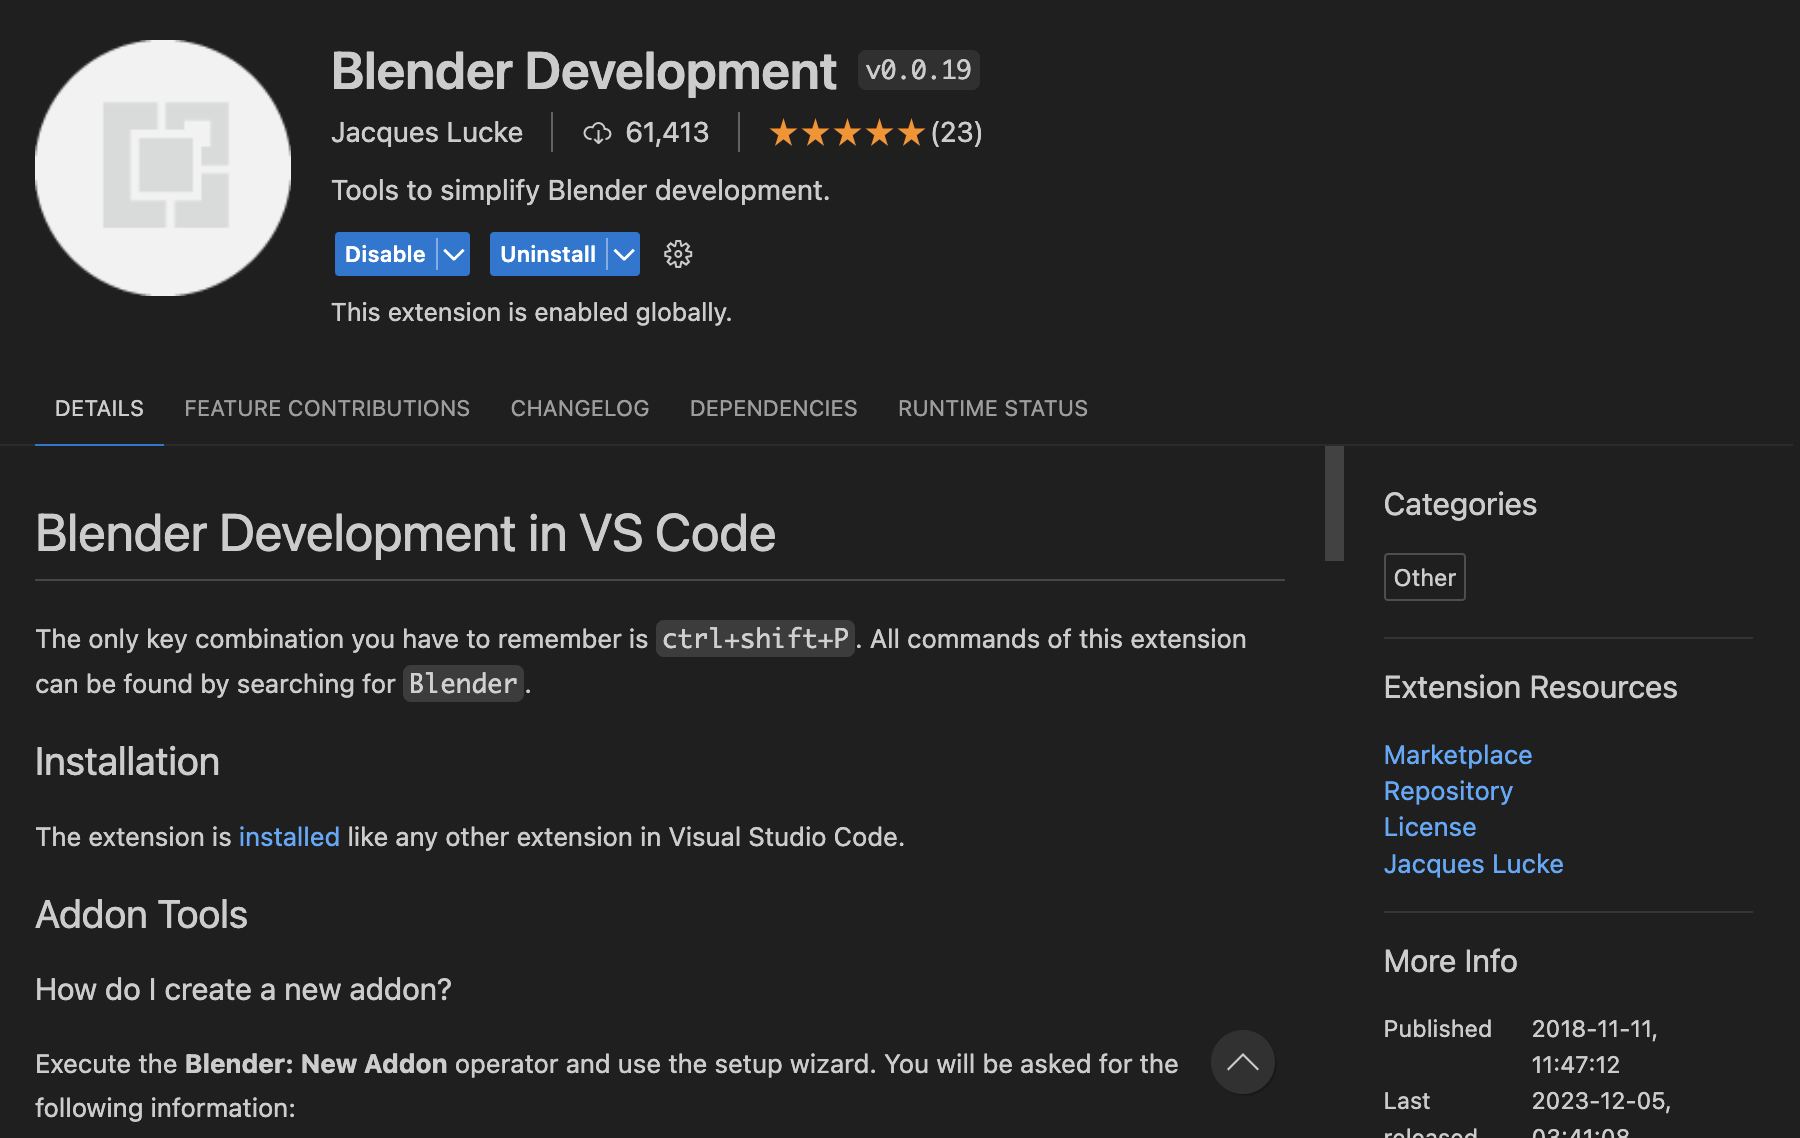 Blender Development v0.0.19
Jacques Lucke 61,413 (23)
Tools to simplify Blender development.
Disable Uninstall
This extension is enabled globally.
DETAILS FEATURE CONTRIBUTIONS CHANGELOG DEPENDENCIES RUNTIME STATUS
Blender Development in VS Code
The only key combination you have to remember is ctrl+shift+P. All commands of this extension
can be found by searching for Blender.
Installation
The extension is installed like any other extension in Visual Studio Code.
Addon Tools
How do I create a new addon?
Execute the Blender: New Addon operator and use the setup wizard. You will be asked for the
following information:
Categories
Other
Extension Resources
Marketplace
Repository
License
Jacques Lucke
More Info
Published 2018-11-11,
11:47:12
Last 2023-12-05,
released 03:41:08